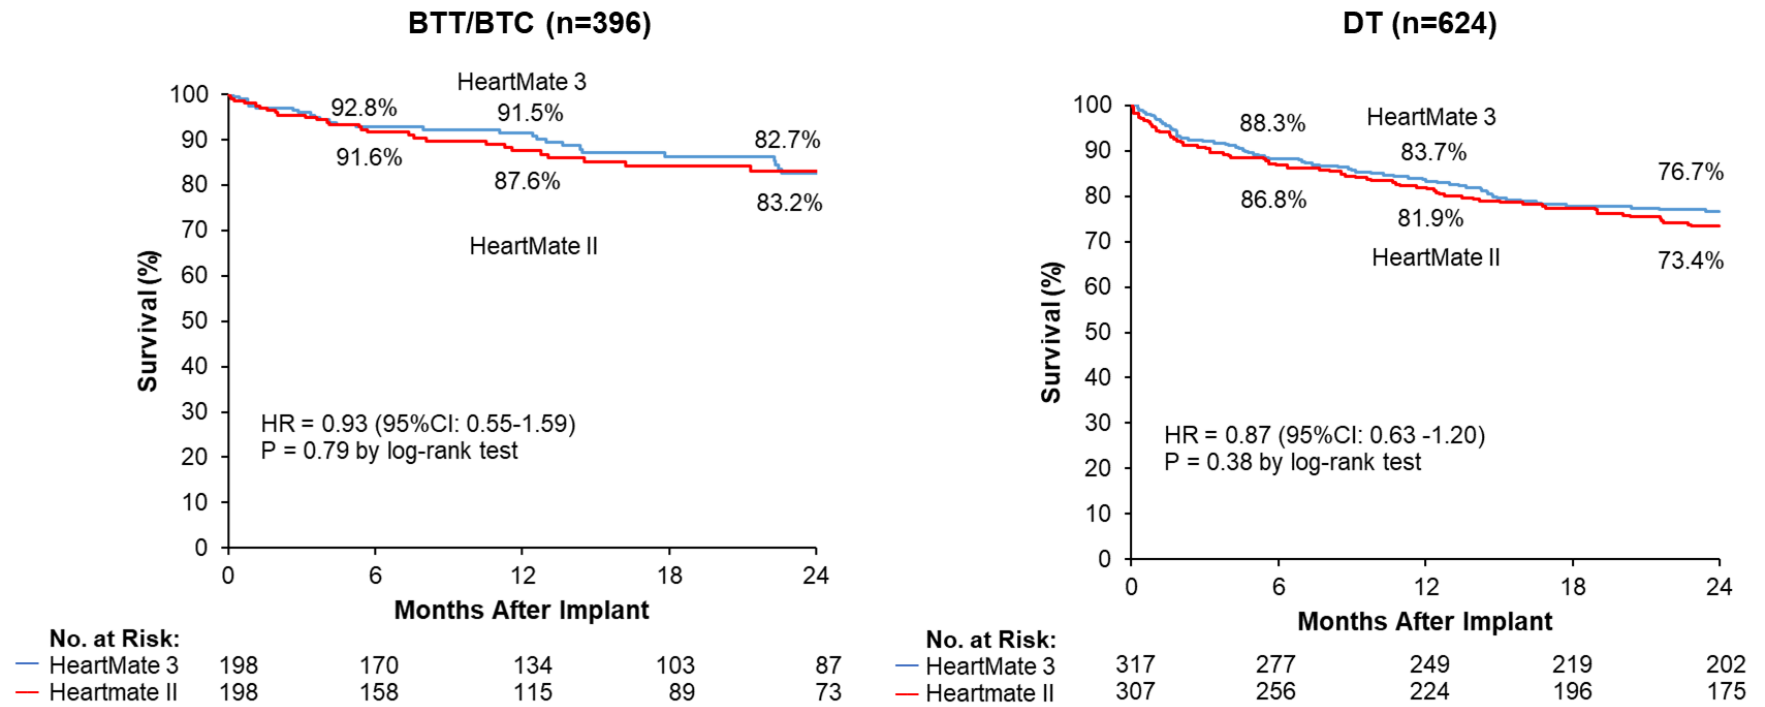 BTT/BTC (n=396)
HeartMate 3
100
90
80
70
60
50
40
30
20
10
0
Survival (%)
92.8%
91.5%
82.7%
91.6%
87.6%
83.2%
HeartMate II
HR = 0.93 (95%CI: 0.55-1.59)
P = 0.79 by log-rank test
0 6 12 18 24
Months After Implant
No. at Risk:
HeartMate 3 198 170 134 103 87
Heartmate II 198 158 115 89 73
DT (n=624)
100
90
80
70
60
50
40
30
20
10
0
Survival (%)
88.3%
HeartMate 3
83.7%
76.7%
86.8%
81.9%
HeartMate II
73.4%
HR = 0.87 (95%CI: 0.63 -1.20)
P = 0.38 by log-rank test
0 6 12 18 24
Months After Implant
No. at Risk:
HeartMate 3 317 277 249 219 202
Heartmate II 307 256 224 196 175